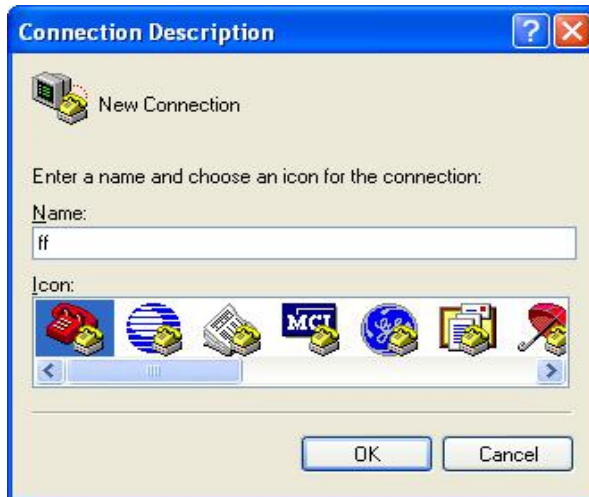 Connection Description
New Connection
Enter a name and choose an icon for the connection:
Name:
ff
Icon:
MCI
OK Cancel